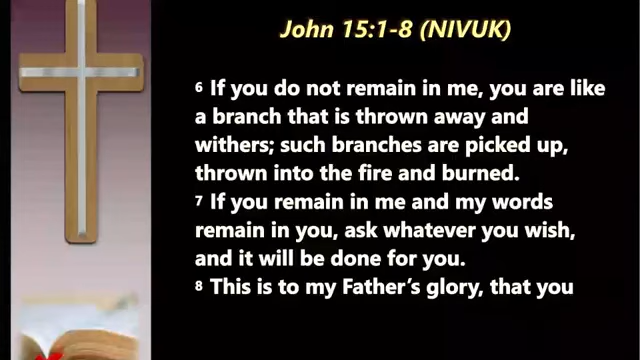 John 15:1-8 (NIVUK)
6 If you do not remain in me, you are like
a branch that is thrown away and
withers; such branches are picked up,
thrown into the fire and burned.
7 If you remain in me and my words
remain in you, ask whatever you wish,
and it will be done for you.
8 This is to my Father’s glory, that you